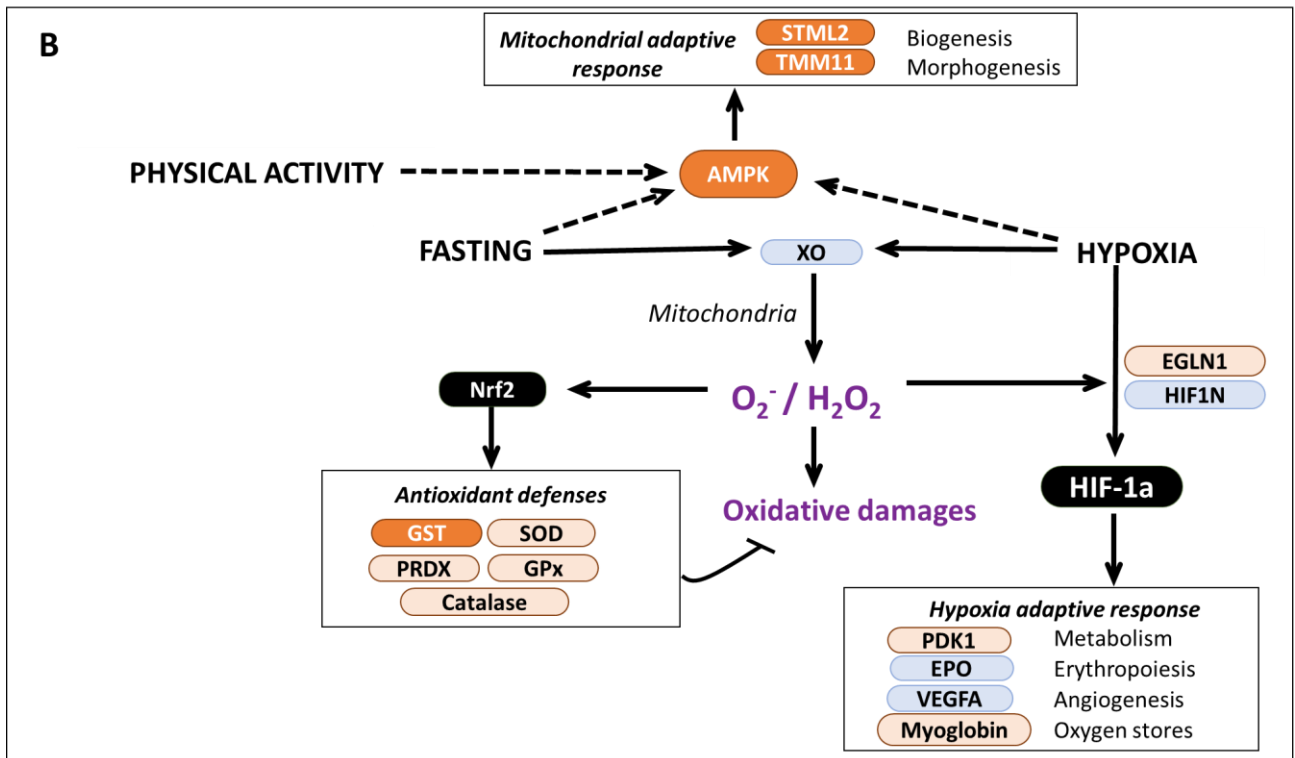 B
Mitochondrial adaptive
response
STML2
TMM11
Biogenesis
Morphogenesis
PHYSICAL ACTIVITY
AMPK
FASTING
XO
HYPOXIA
Mitochondria
EGLN1
HIF1N
Nrf2
O₂⁻ / H₂O₂
HIF-1a
Antioxidant defenses
GST SOD
PRDX GPx
Catalase
Oxidative damages
Hypoxia adaptive response
PDK1 Metabolism
EPO Erythropoiesis
VEGFA Angiogenesis
Myoglobin Oxygen stores